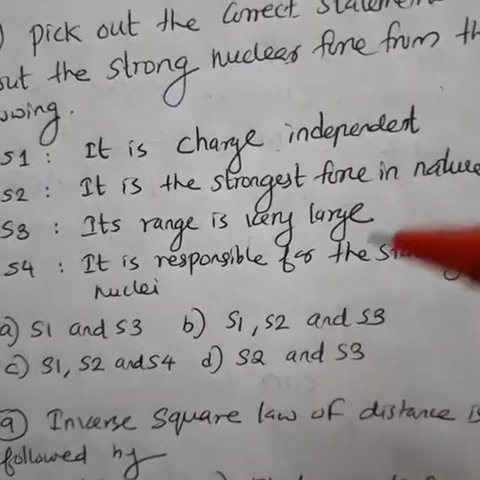 ) pick out the Correct Statem
out the strong nuclear force from th
owing.
S1 : It is charge independent
S2 : It is the strongest force in nature
S3 : Its range is very large
S4 : It is responsible for the
nuclei
a) S1 and S3 b) S1, S2 and S3
c) S1, S2 and S4 d) S2 and S3
9) Inverse square law of distance is
followed by